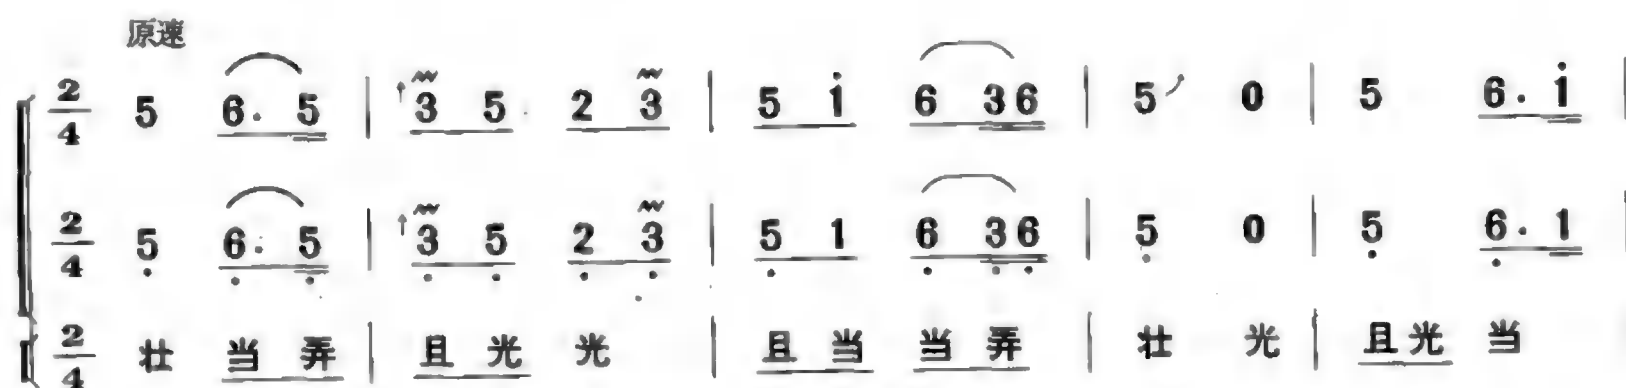 原速
2/4 5 6. 5 | 3 5 2 3 | 5 i 6 36 | 5 0 | 5 6. i |
2/4 5 6. 5 | 3 5 2 3 | 5 1 6 36 | 5 0 | 5 6. 1 |
2/4 壮 当 弄 | 且 光 光 | 且 当 当 弄 | 壮 光 | 且 光 当